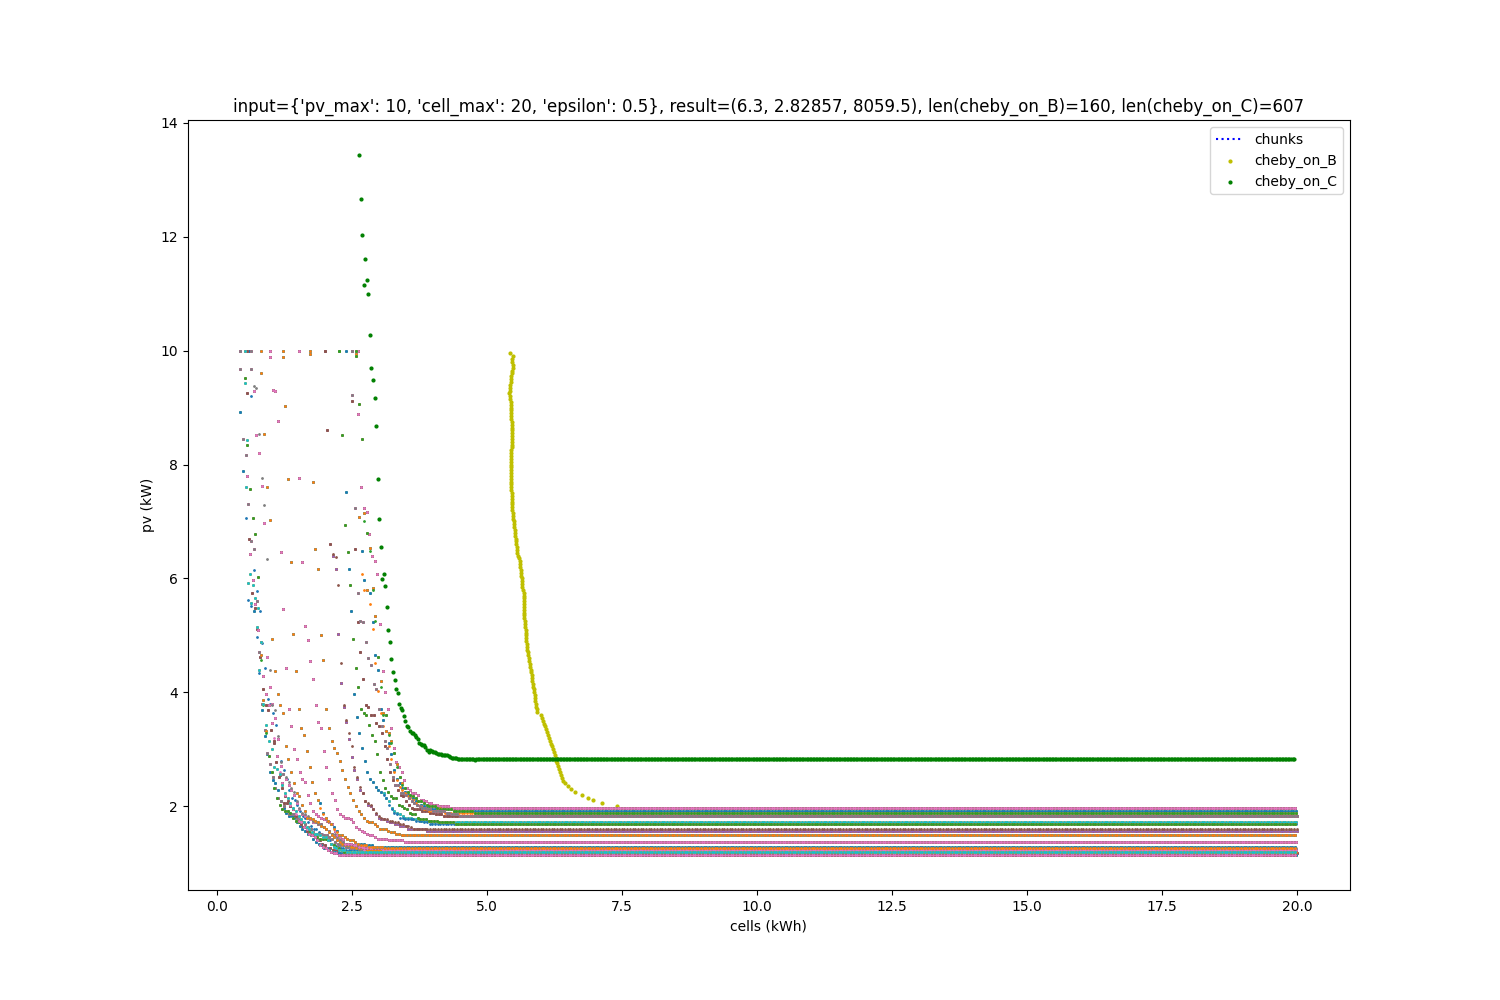 input={'pv_max': 10, 'cell_max': 20, 'epsilon': 0.5}, result=(6.3, 2.82857, 8059.5), len(cheby_on_B)=160, len(cheby_on_C)=607
chunks
cheby_on_B
cheby_on_C
14
12
10
8
6
4
2
pv (kW)
0.0 2.5 5.0 7.5 10.0 12.5 15.0 17.5 20.0
cells (kWh)